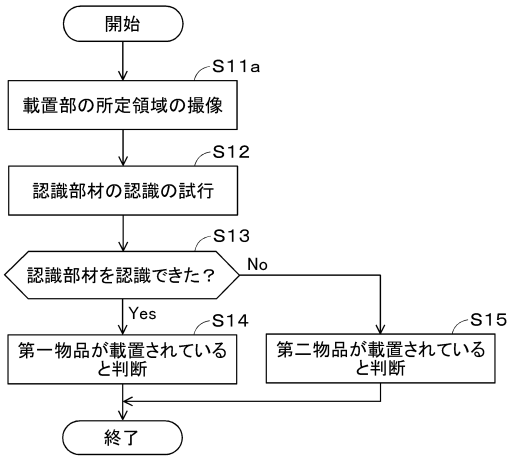 開始
S11a
載置部の所定領域の撮像
S12
認識部材の認識の試行
S13
認識部材を認識できた？
No
Yes
S14
第一物品が載置されている
と判断
S15
第二物品が載置されている
と判断
終了